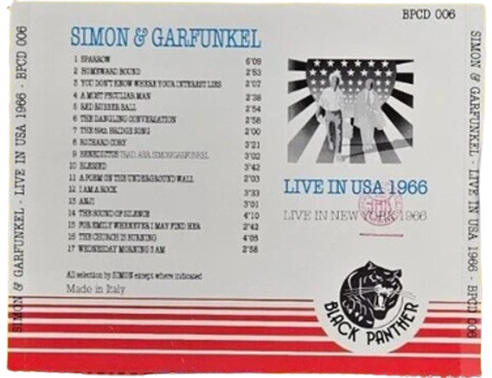 BPCD 006
SIMON & GARFUNKEL
1 SPARROW 6'09
2 HOMEWARD BOUND 2'53
3 YOU DON'T KNOW WHERE YOUR INTEREST LIES 2'07
4 A MOST PECULIAR MAN 2'38
5 RED RUBBER BALL 2'54
6 THE DANGLING CONVERSATION 2'58
7 THE 59th BRIDGE SONG 2'00
8 RICHARD CORY 3'21
9 BENEDICTUS TRAD. ARR. SIMON/GARFUNKEL 3'02
10 BLESSED 3'42
11 A POEM ON THE UNDERGROUND WALL 2'03
12 I AM A ROCK 3'33
13 ANJI 3'01
14 THE SOUND OF SILENCE 4'10
15 FOR EMILY WHEREVER I MAY FIND HER 2'42
16 THE CHURCH IS BURNING 4'05
17 WEDNESDAY MORNING 3 AM 2'58
All selection by SIMON except where indicated
Made in Italy
LIVE IN USA 1966
LIVE IN NEW YORK 1966
BLACK PANTHER
SIMON & GARFUNKEL · LIVE IN USA 1966 · BPCD 006
SIMON & GARFUNKEL · LIVE IN USA 1966 · BPCD 006